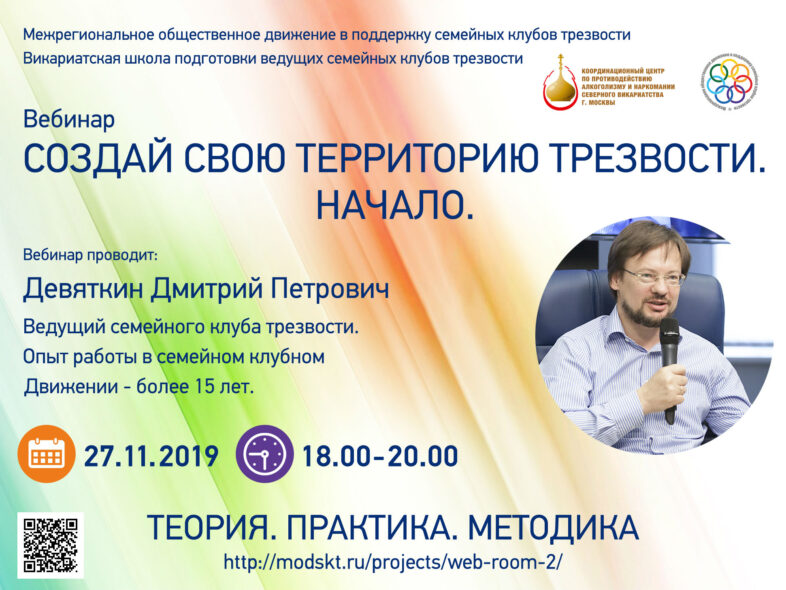 Межрегиональное общественное движение в поддержку семейных клубов трезвости
Викариатская школа подготовки ведущих семейных клубов трезвости
КООРДИНАЦИОННЫЙ ЦЕНТР
ПО ПРОТИВОДЕЙСТВИЮ
АЛКОГОЛИЗМУ И НАРКОМАНИИ
СЕВЕРНОГО ВИКАРИАТСТВА
Г. МОСКВЫ
Вебинар
СОЗДАЙ СВОЮ ТЕРРИТОРИЮ ТРЕЗВОСТИ.
НАЧАЛО.
Вебинар проводит:
Девяткин Дмитрий Петрович
Ведущий семейного клуба трезвости.
Опыт работы в семейном клубном
Движении - более 15 лет.
27.11.2019 18.00-20.00
ТЕОРИЯ. ПРАКТИКА. МЕТОДИКА
http://modskt.ru/projects/web-room-2/